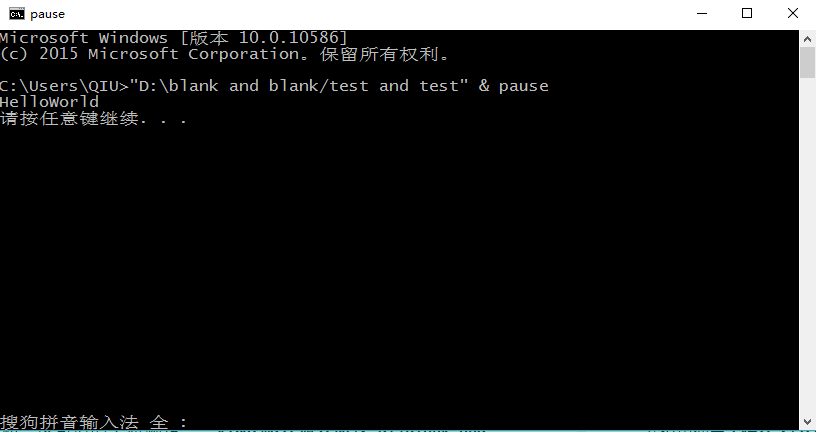 pause
Microsoft Windows [版本 10.0.10586]
(c) 2015 Microsoft Corporation。保留所有权利。
C:\Users\QIU>"D:\blank and blank/test and test" & pause
HelloWorld
请按任意键继续. . .
搜狗拼音输入法 全 :